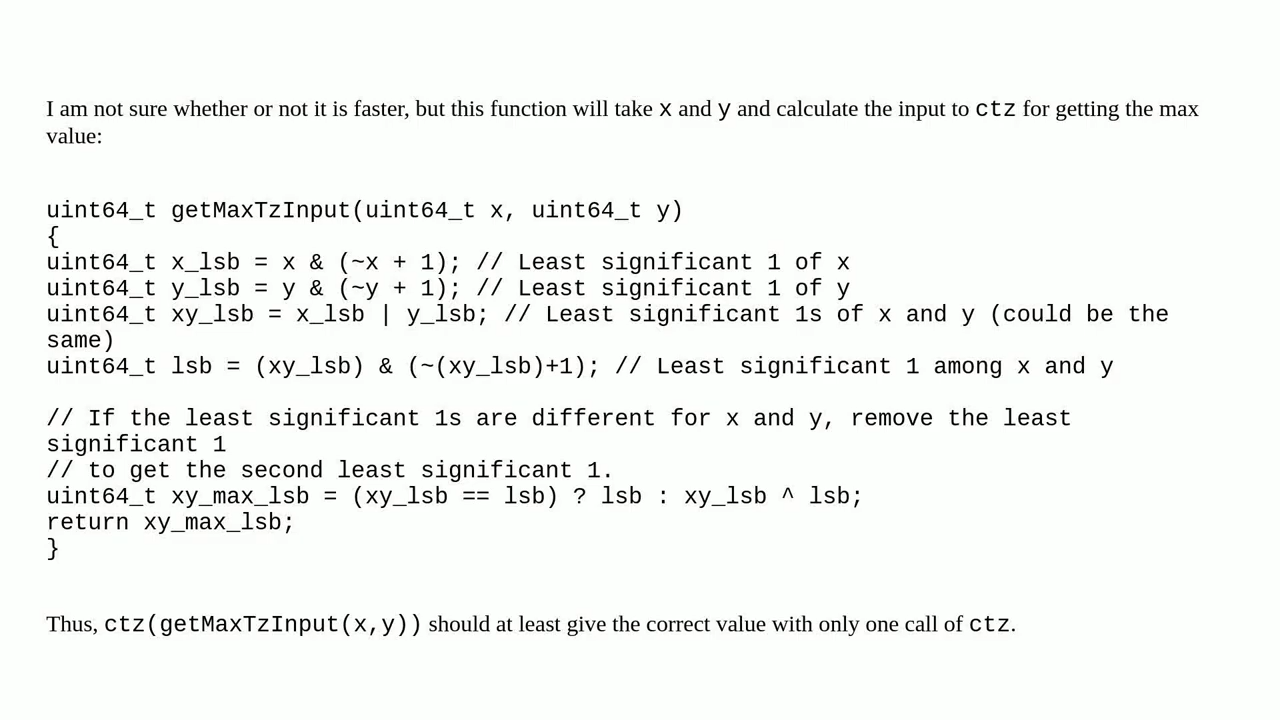 I am not sure whether or not it is faster, but this function will take x and y and calculate the input to ctz for getting the max
value:
uint64_t getMaxTzInput(uint64_t x, uint64_t y)
{
uint64_t x_lsb = x & (~x + 1); // Least significant 1 of x
uint64_t y_lsb = y & (~y + 1); // Least significant 1 of y
uint64_t xy_lsb = x_lsb | y_lsb; // Least significant 1s of x and y (could be the
same)
uint64_t lsb = (xy_lsb) & (~(xy_lsb)+1); // Least significant 1 among x and y
// If the least significant 1s are different for x and y, remove the least
significant 1
// to get the second least significant 1.
uint64_t xy_max_lsb = (xy_lsb == lsb) ? lsb : xy_lsb ^ lsb;
return xy_max_lsb;
}
Thus, ctz(getMaxTzInput(x,y)) should at least give the correct value with only one call of ctz.